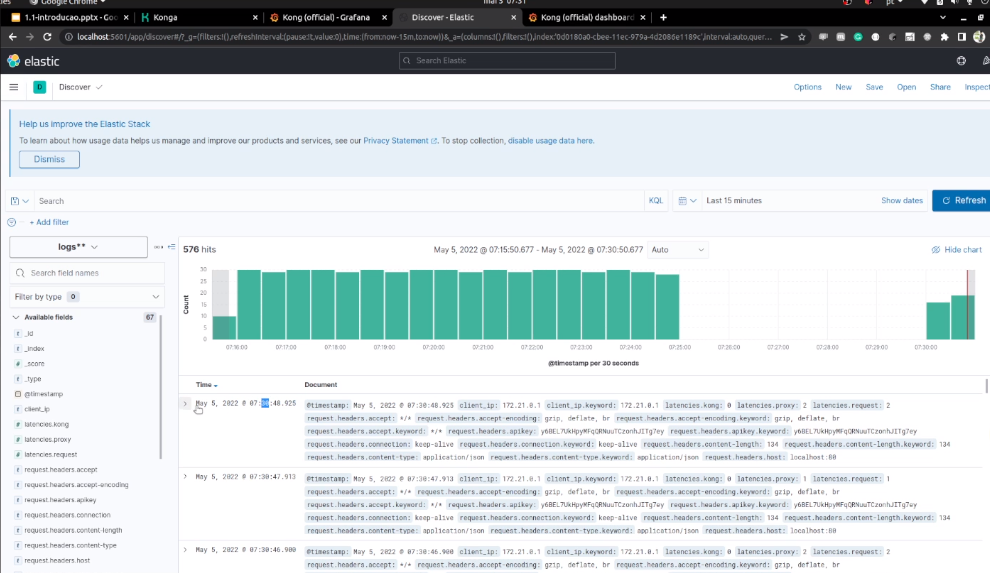 Google Chrome
pt
1.1-introducao.pptx - Goo
Konga
Kong (official) - Grafana
Discover - Elastic
Kong (official) dashboard
localhost:5601/app/discover#/?_g=(filters:!(),refreshInterval:(pause:!t,value:0),time:(from:now-15m,to:now))&_a=(columns:!(),filters:!(),index:'0d0180a0-cbee-11ec-979a-4d2086e1189c',interval:auto,quer...
elastic
Search Elastic
D
Discover
Options New Save Open Share Inspect
Help us improve the Elastic Stack
To learn about how usage data helps us manage and improve our products and services, see our Privacy Statement. To stop collection, disable usage data here.
Dismiss
Search
KQL
Last 15 minutes
Show dates
Refresh
+ Add filter
logs**
576 hits
May 5, 2022 @ 07:15:50.677 - May 5, 2022 @ 07:30:50.677
Auto
Hide chart
Search field names
Filter by type 0
Available fields 67
t _id
t _index
# _score
t _type
@timestamp
t client_ip
# latencies.kong
# latencies.proxy
# latencies.request
t request.headers.accept
t request.headers.accept-encoding
t request.headers.apikey
t request.headers.connection
t request.headers.content-length
t request.headers.content-type
t request.headers.host
Count
30
25
20
15
10
5
0
07:16:00 07:17:00 07:18:00 07:19:00 07:20:00 07:21:00 07:22:00 07:23:00 07:24:00 07:25:00 07:26:00 07:27:00 07:28:00 07:29:00 07:30:00
@timestamp per 30 seconds
Time
Document
May 5, 2022 @ 07:30:48.925
@timestamp: May 5, 2022 @ 07:30:48.925 client_ip: 172.21.0.1 client_ip.keyword: 172.21.0.1 latencies.kong: 0 latencies.proxy: 2 latencies.request: 2
request.headers.accept: */* request.headers.accept-encoding: gzip, deflate, br request.headers.accept-encoding.keyword: gzip, deflate, br
request.headers.accept.keyword: */* request.headers.apikey: y6BEL7UkHpyMFqQRNuuTCzonhJITg7ey request.headers.apikey.keyword: y6BEL7UkHpyMFqQRNuuTCzonhJITg7ey
request.headers.connection: keep-alive request.headers.connection.keyword: keep-alive request.headers.content-length: 134 request.headers.content-length.keyword: 134
request.headers.content-type: application/json request.headers.content-type.keyword: application/json request.headers.host: localhost:80
May 5, 2022 @ 07:30:47.913
@timestamp: May 5, 2022 @ 07:30:47.913 client_ip: 172.21.0.1 client_ip.keyword: 172.21.0.1 latencies.kong: 0 latencies.proxy: 1 latencies.request: 1
request.headers.accept: */* request.headers.accept-encoding: gzip, deflate, br request.headers.accept-encoding.keyword: gzip, deflate, br
request.headers.accept.keyword: */* request.headers.apikey: y6BEL7UkHpyMFqQRNuuTCzonhJITg7ey request.headers.apikey.keyword: y6BEL7UkHpyMFqQRNuuTCzonhJITg7ey
request.headers.connection: keep-alive request.headers.connection.keyword: keep-alive request.headers.content-length: 134 request.headers.content-length.keyword: 134
request.headers.content-type: application/json request.headers.content-type.keyword: application/json request.headers.host: localhost:80
May 5, 2022 @ 07:30:46.900
@timestamp: May 5, 2022 @ 07:30:46.900 client_ip: 172.21.0.1 client_ip.keyword: 172.21.0.1 latencies.kong: 0 latencies.proxy: 2 latencies.request: 2
request.headers.accept: */* request.headers.accept-encoding: gzip, deflate, br request.headers.accept-encoding.keyword: gzip, deflate, br